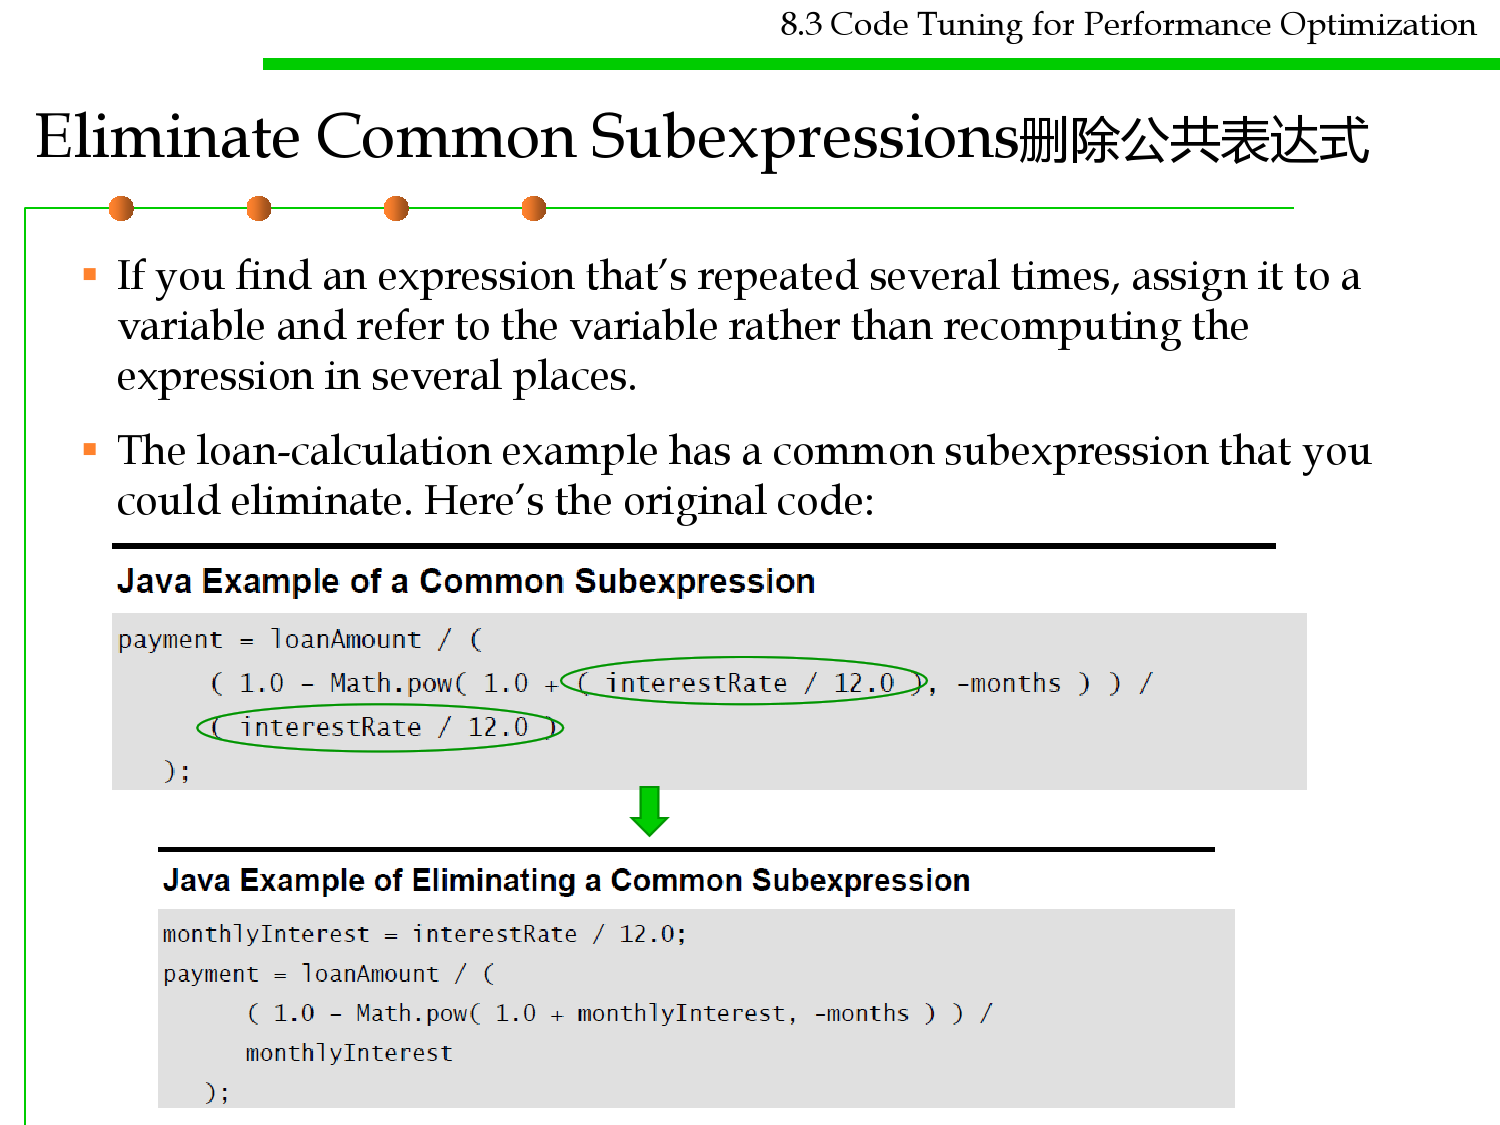 8.3 Code Tuning for Performance Optimization
Eliminate Common Subexpressions删除公共表达式
▪ If you find an expression that’s repeated several times, assign it to a
variable and refer to the variable rather than recomputing the
expression in several places.
▪ The loan-calculation example has a common subexpression that you
could eliminate. Here’s the original code:
Java Example of a Common Subexpression
payment = loanAmount / (
( 1.0 – Math.pow( 1.0 + ( interestRate / 12.0 ), -months ) ) /
( interestRate / 12.0 )
);
Java Example of Eliminating a Common Subexpression
monthlyInterest = interestRate / 12.0;
payment = loanAmount / (
( 1.0 – Math.pow( 1.0 + monthlyInterest, -months ) ) /
monthlyInterest
);